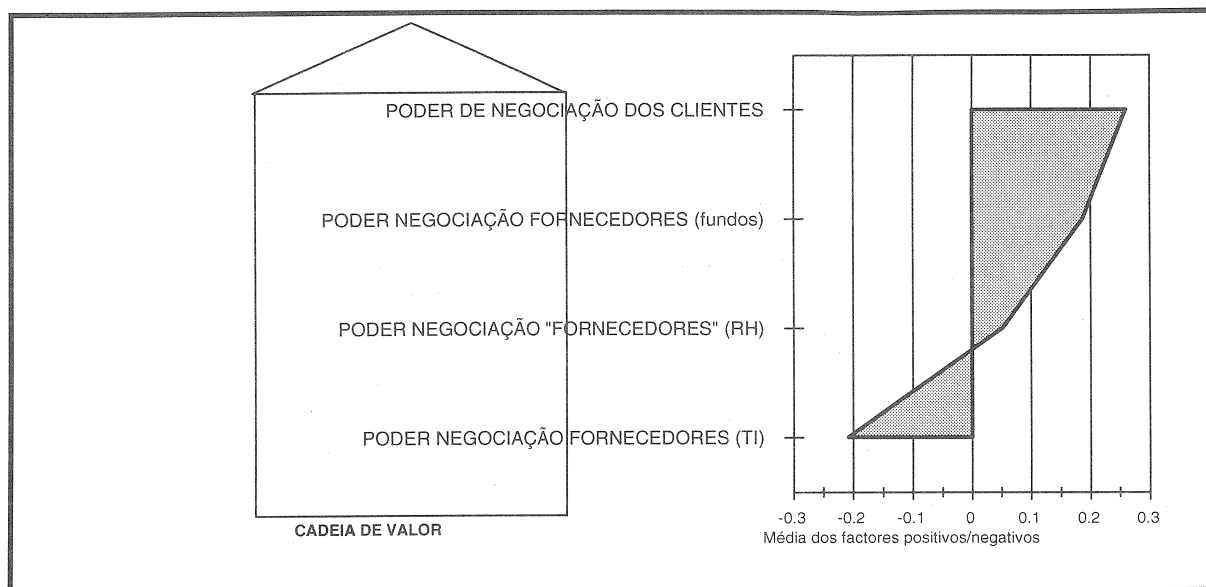 PODER DE NEGOCIAÇÃO DOS CLIENTES
PODER NEGOCIAÇÃO FORNECEDORES (fundos)
PODER NEGOCIAÇÃO "FORNECEDORES" (RH)
PODER NEGOCIAÇÃO FORNECEDORES (TI)
CADEIA DE VALOR
-0.3 -0.2 -0.1 0 0.1 0.2 0.3
Média dos factores positivos/negativos